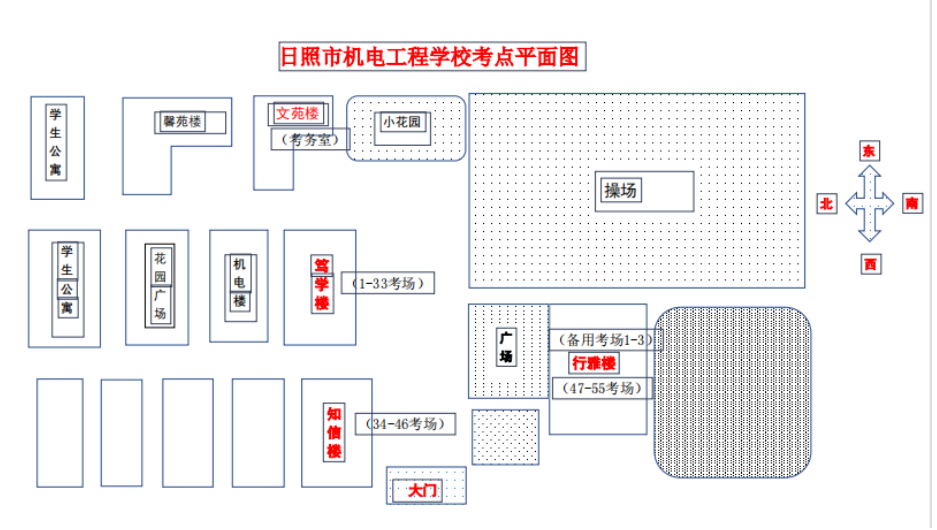 日照市机电工程学校考点平面图
学生公寓
馨苑楼
文苑楼
（考务室）
小花园
操场
东
北
南
西
学生公寓
花园广场
机电楼
笃学楼
（1-33考场）
广场
（备用考场1-3）
行雅楼
（47-55考场）
知信楼
（34-46考场）
大门